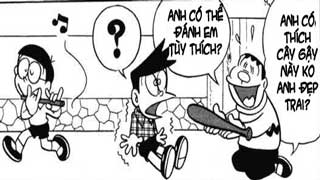 ?
ANH CÓ THỂ
ĐÁNH EM
TÙY THÍCH?
ANH CÓ
THÍCH
CÂY GẬY
NÀY KO
ANH ĐẸP
TRAI?